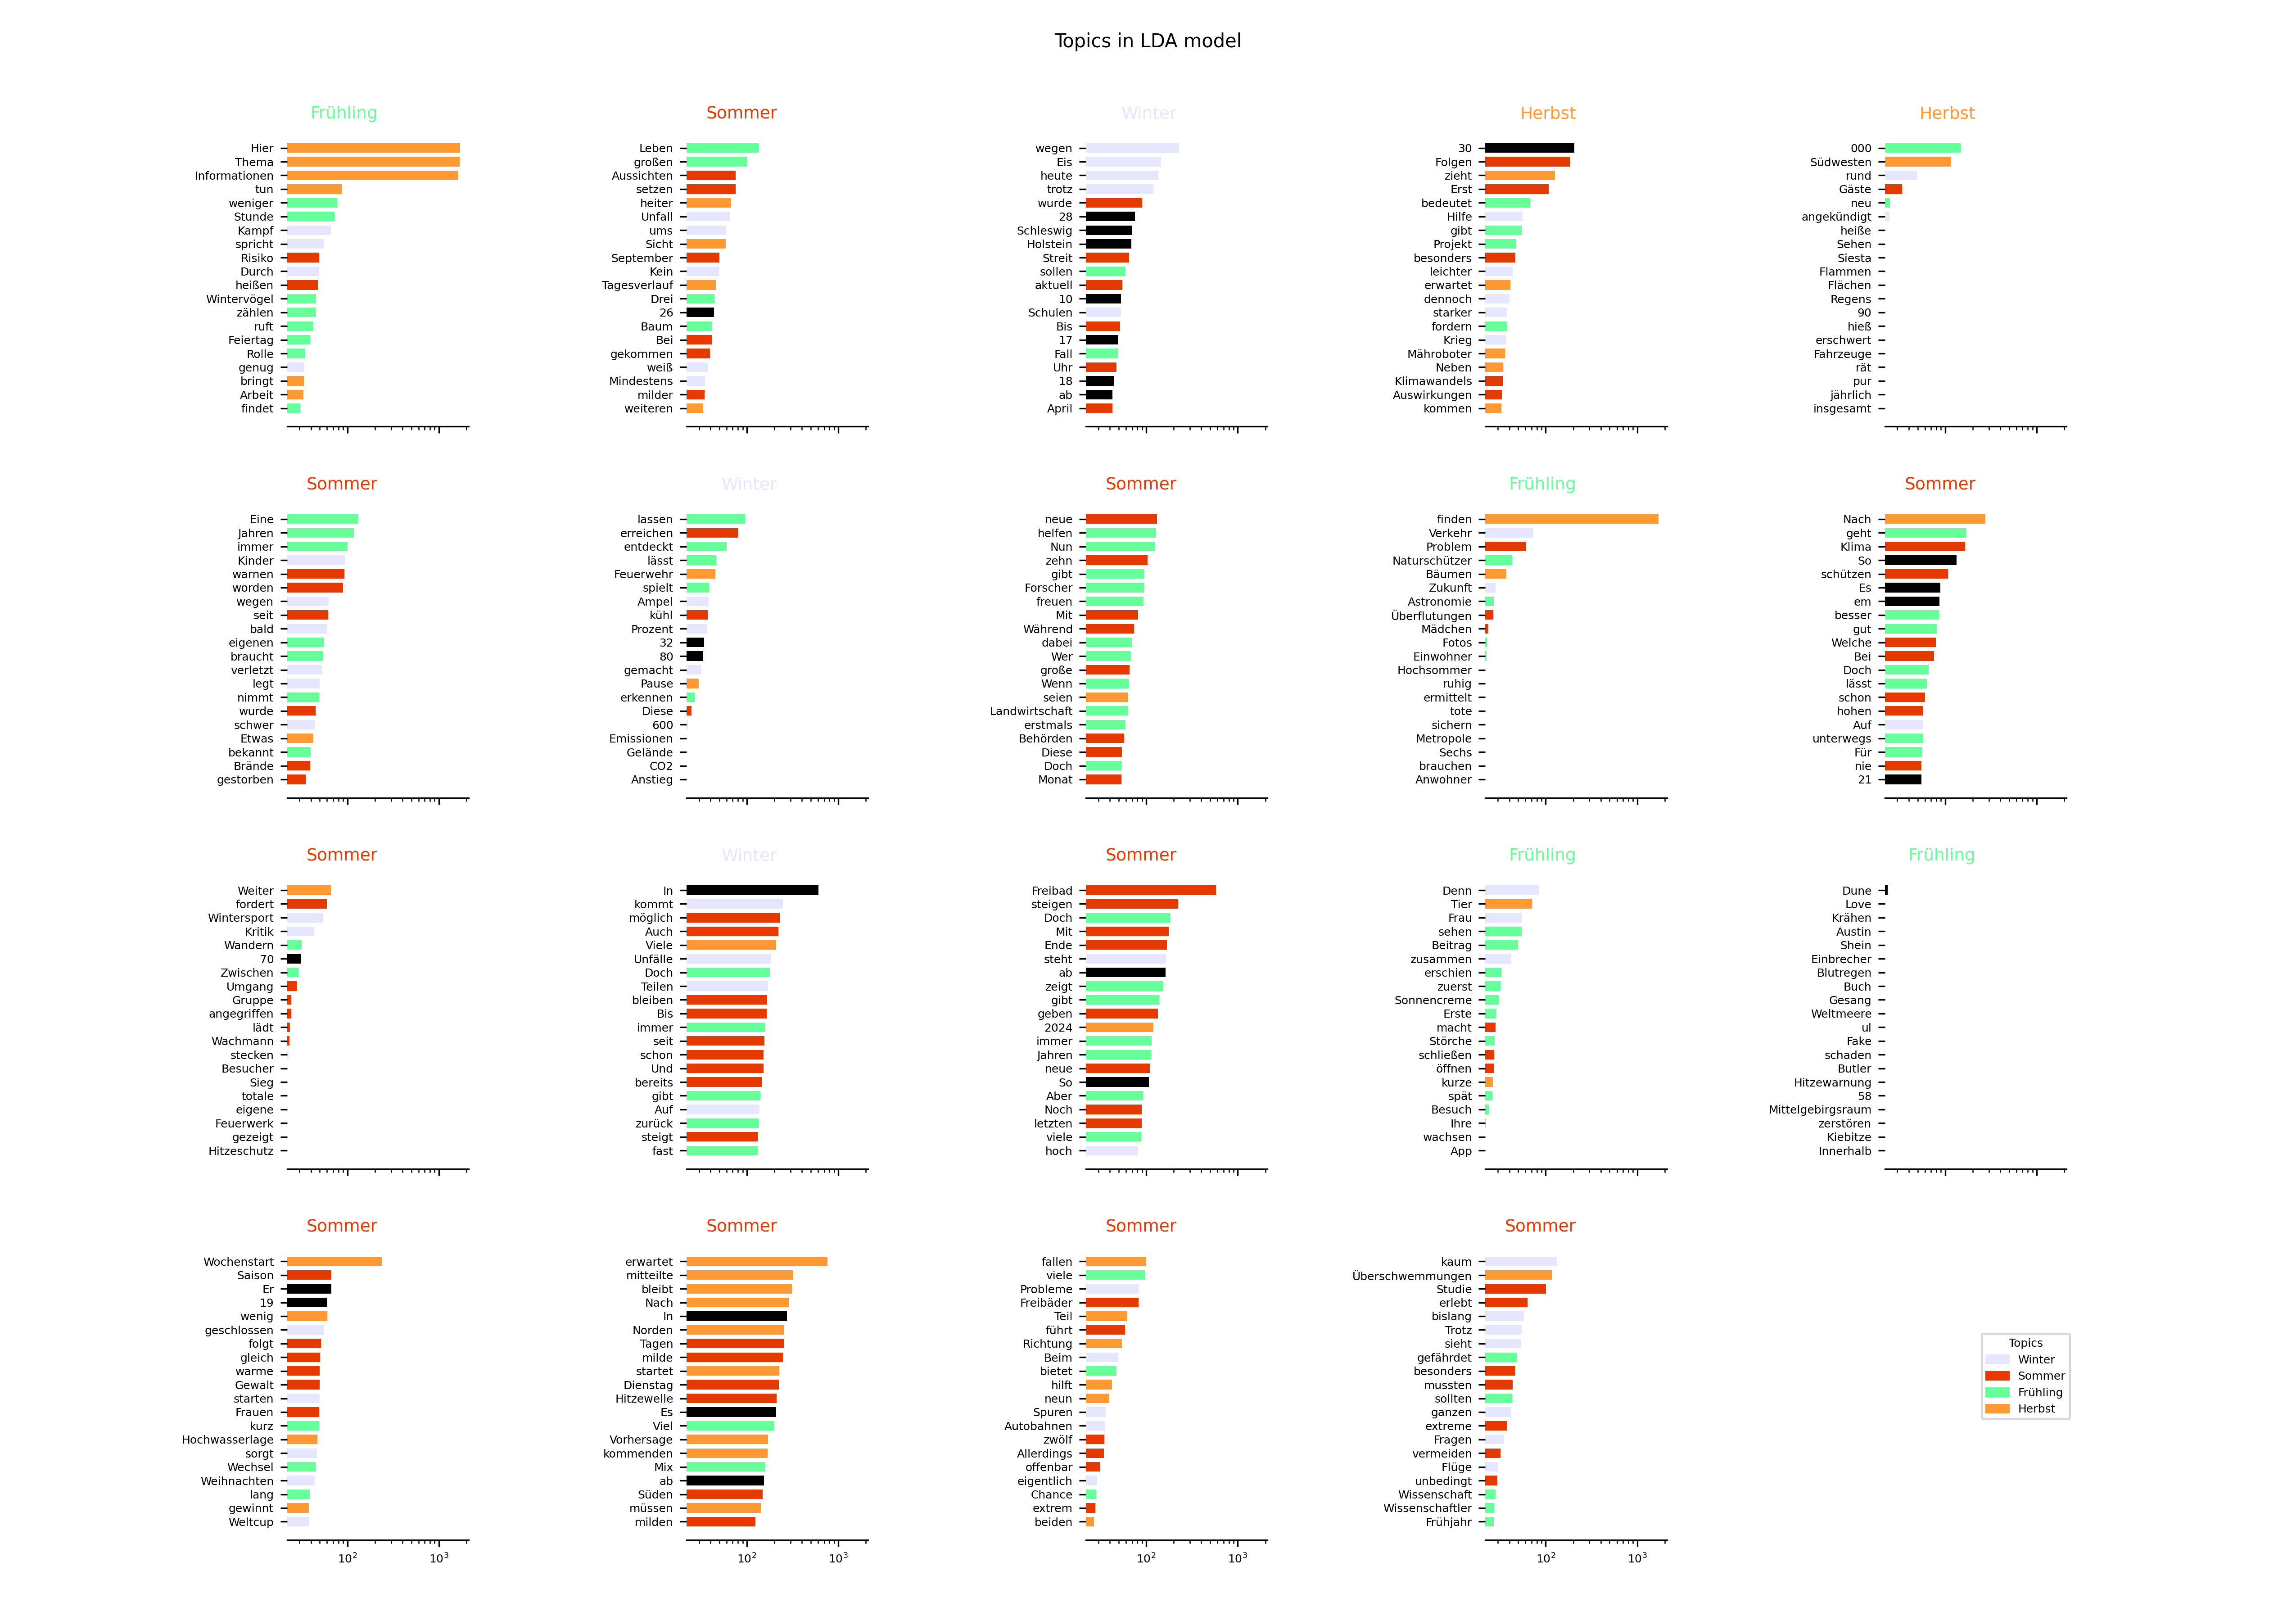 Topics in LDA model
Frühling
Hier
Thema
Informationen
tun
weniger
Stunde
Kampf
spricht
Risiko
Durch
heißen
Wintervögel
zählen
ruft
Feiertag
Rolle
genug
bringt
Arbeit
findet
Sommer
Leben
großen
Aussichten
setzen
heiter
Unfall
ums
Sicht
September
Kein
Tagesverlauf
Drei
26
Baum
Bei
gekommen
weiß
Mindestens
milder
weiteren
Winter
wegen
Eis
heute
trotz
wurde
28
Schleswig
Holstein
Streit
sollen
aktuell
10
Schulen
Bis
17
Fall
Uhr
18
ab
April
Herbst
30
Folgen
zieht
Erst
bedeutet
Hilfe
gibt
Projekt
besonders
leichter
erwartet
dennoch
starker
fordern
Krieg
Mähroboter
Neben
Klimawandels
Auswirkungen
kommen
Herbst
000
Südwesten
rund
Gäste
neu
angekündigt
heiße
Sehen
Siesta
Flammen
Flächen
Regens
90
hieß
erschwert
Fahrzeuge
rät
pur
jährlich
insgesamt
Sommer
Eine
Jahren
immer
Kinder
warnen
worden
wegen
seit
bald
eigenen
braucht
verletzt
legt
nimmt
wurde
schwer
Etwas
bekannt
Brände
gestorben
Winter
lassen
erreichen
entdeckt
lässt
Feuerwehr
spielt
Ampel
kühl
Prozent
32
80
gemacht
Pause
erkennen
Diese
600
Emissionen
Gelände
CO2
Anstieg
Sommer
neue
helfen
Nun
zehn
gibt
Forscher
freuen
Mit
Während
dabei
Wer
große
Wenn
seien
Landwirtschaft
erstmals
Behörden
Diese
Doch
Monat
Frühling
finden
Verkehr
Problem
Naturschützer
Bäumen
Zukunft
Astronomie
Überflutungen
Mädchen
Fotos
Einwohner
Hochsommer
ruhig
ermittelt
tote
sichern
Metropole
Sechs
brauchen
Anwohner
Sommer
Nach
geht
Klima
So
schützen
Es
em
besser
gut
Welche
Bei
Doch
lässt
schon
hohen
Auf
unterwegs
Für
nie
21
Sommer
Weiter
fordert
Wintersport
Kritik
Wandern
70
Zwischen
Umgang
Gruppe
angegriffen
lädt
Wachmann
stecken
Besucher
Sieg
totale
eigene
Feuerwerk
gezeigt
Hitzeschutz
Winter
In
kommt
möglich
Auch
Viele
Unfälle
Doch
Teilen
bleiben
Bis
immer
seit
schon
Und
bereits
gibt
Auf
zurück
steigt
fast
Sommer
Freibad
steigen
Doch
Mit
Ende
steht
ab
zeigt
gibt
geben
2024
immer
Jahren
neue
So
Aber
Noch
letzten
viele
hoch
Frühling
Denn
Tier
Frau
sehen
Beitrag
zusammen
erschien
zuerst
Sonnencreme
Erste
macht
Störche
schließen
öffnen
kurze
spät
Besuch
Ihre
wachsen
App
Frühling
Dune
Love
Krähen
Austin
Shein
Einbrecher
Blutregen
Buch
Gesang
Weltmeere
ul
Fake
schaden
Butler
Hitzewarnung
58
Mittelgebirgsraum
zerstören
Kiebitze
Innerhalb
Sommer
Wochenstart
Saison
Er
19
wenig
geschlossen
folgt
gleich
warme
Gewalt
starten
Frauen
kurz
Hochwasserlage
sorgt
Wechsel
Weihnachten
lang
gewinnt
Weltcup
10² 10³
Sommer
erwartet
mitteilte
bleibt
Nach
In
Norden
Tagen
milde
startet
Dienstag
Hitzewelle
Es
Viel
Vorhersage
kommenden
Mix
ab
Süden
müssen
milden
10² 10³
Sommer
fallen
viele
Probleme
Freibäder
Teil
führt
Richtung
Beim
bietet
hilft
neun
Spuren
Autobahnen
zwölf
Allerdings
offenbar
eigentlich
Chance
extrem
beiden
10² 10³
Sommer
kaum
Überschwemmungen
Studie
erlebt
bislang
Trotz
sieht
gefährdet
besonders
mussten
sollten
ganzen
extreme
Fragen
vermeiden
Flüge
unbedingt
Wissenschaft
Wissenschaftler
Frühjahr
10² 10³
Topics
Winter
Sommer
Frühling
Herbst